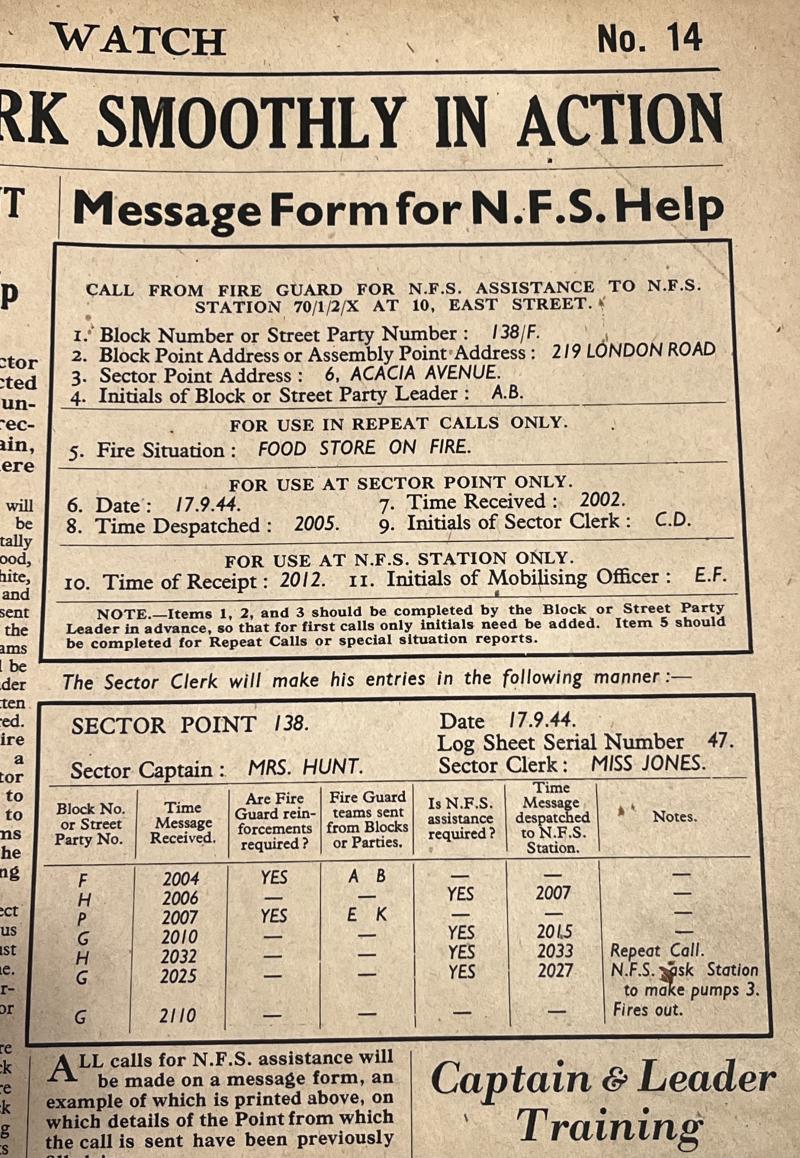 WATCH No. 14
RK SMOOTHLY IN ACTION
Message Form for N.F.S. Help
CALL FROM FIRE GUARD FOR N.F.S. ASSISTANCE TO N.F.S.
STATION 70/1/2/X AT 10, EAST STREET.
1. Block Number or Street Party Number : 138/F.
2. Block Point Address or Assembly Point Address : 219 LONDON ROAD
3. Sector Point Address : 6, ACACIA AVENUE.
4. Initials of Block or Street Party Leader : A.B.
FOR USE IN REPEAT CALLS ONLY.
5. Fire Situation : FOOD STORE ON FIRE.
FOR USE AT SECTOR POINT ONLY.
6. Date : 17.9.44. 7. Time Received : 2002.
8. Time Despatched : 2005. 9. Initials of Sector Clerk : C.D.
FOR USE AT N.F.S. STATION ONLY.
10. Time of Receipt : 2012. 11. Initials of Mobilising Officer : E.F.
NOTE.—Items 1, 2, and 3 should be completed by the Block or Street Party
Leader in advance, so that for first calls only initials need be added. Item 5 should
be completed for Repeat Calls or special situation reports.
The Sector Clerk will make his entries in the following manner :—
SECTOR POINT 138. Date 17.9.44.
Log Sheet Serial Number 47.
Sector Captain : MRS. HUNT. Sector Clerk : MISS JONES.
Block No.
or Street
Party No.
Time
Message
Received.
Are Fire
Guard rein-
forcements
required ?
Fire Guard
teams sent
from Blocks
or Parties.
Is N.F.S.
assistance
required ?
Time
Message
despatched
to N.F.S.
Station.
Notes.
F 2004 YES A B — — —
H 2006 — — YES 2007 —
P 2007 YES E K — — —
G 2010 — — YES 2015 —
H 2032 — — YES 2033 Repeat Call.
G 2025 — — YES 2027 N.F.S. ask Station
to make pumps 3.
G 2110 — — — — Fires out.
ALL calls for N.F.S. assistance will
be made on a message form, an
example of which is printed above, on
which details of the Point from which
the call is sent have been previously
Captain & Leader
Training